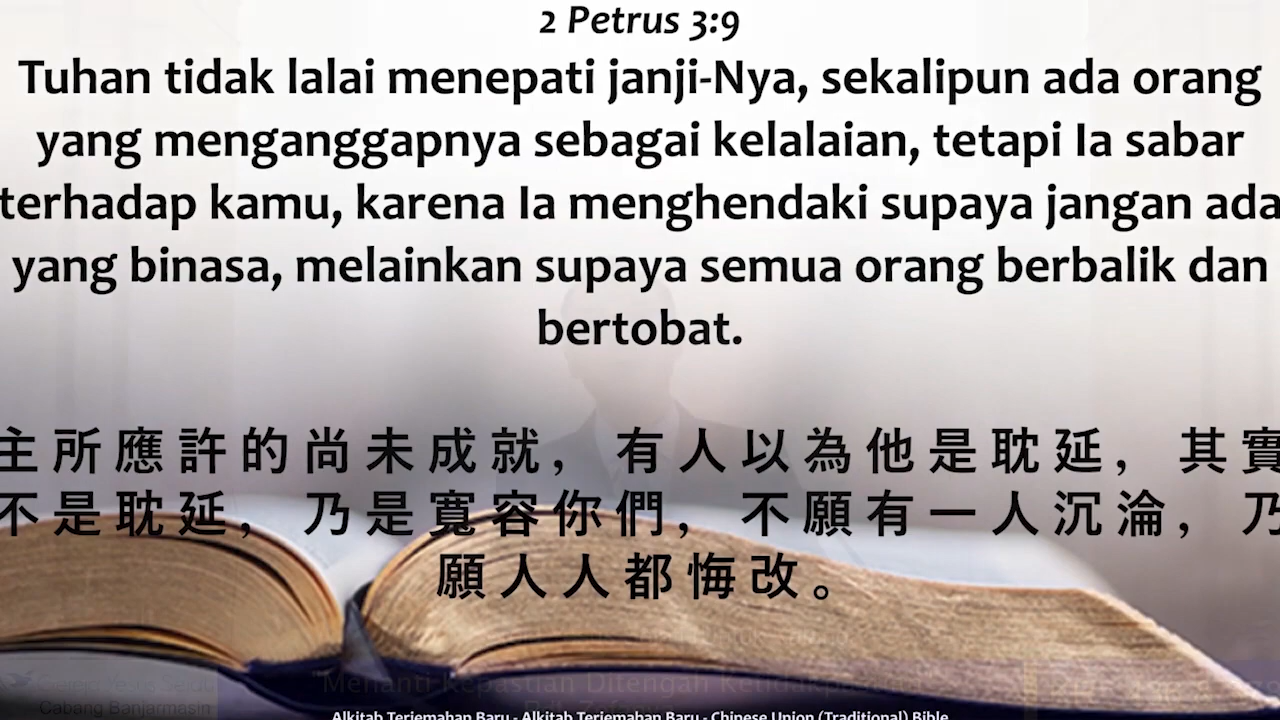 2 Petrus 3:9
Tuhan tidak lalai menepati janji-Nya, sekalipun ada orang
yang menganggapnya sebagai kelalaian, tetapi Ia sabar
terhadap kamu, karena Ia menghendaki supaya jangan ada
yang binasa, melainkan supaya semua orang berbalik dan
bertobat.
主所應許的尚未成就，有人以為他是耽延，其實
不是耽延，乃是寬容你們，不願有一人沉淪，乃
願人人都悔改。
"Menanti Kepastian Ditengah
Cabang Banjarmasin
Alkitab Terjemahan Baru - Alkitab Terjemahan Baru - Chinese Union (Traditional) Bible